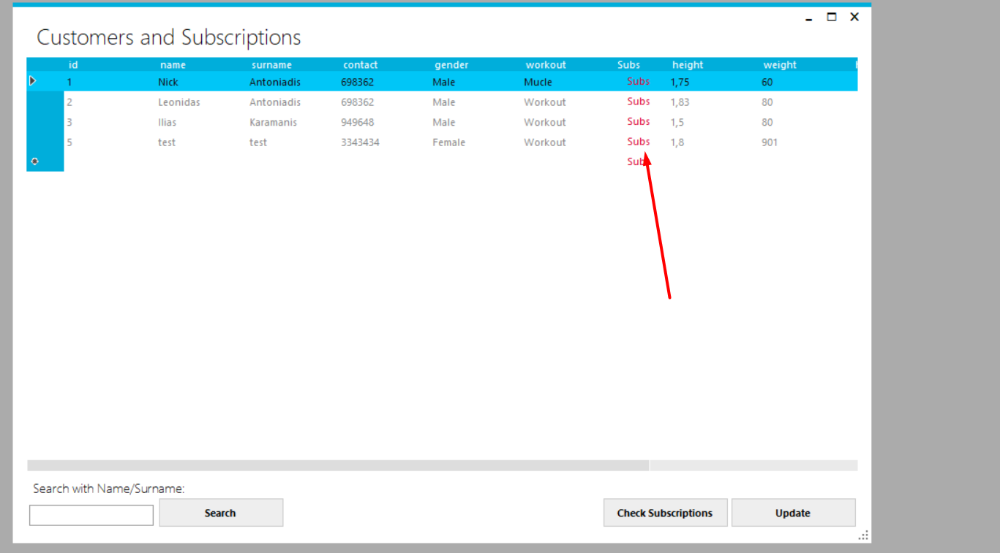 Customers and Subscriptions
id name surname contact gender workout Subs height weight
1 Nick Antoniadis 698362 Male Mucle Subs 1,75 60
2 Leonidas Antoniadis 698362 Male Workout Subs 1,83 80
3 Ilias Karamanis 949648 Male Workout Subs 1,5 80
5 test test 3343434 Female Workout Subs 1,8 901
Subs
Search with Name/Surname:
Search Check Subscriptions Update